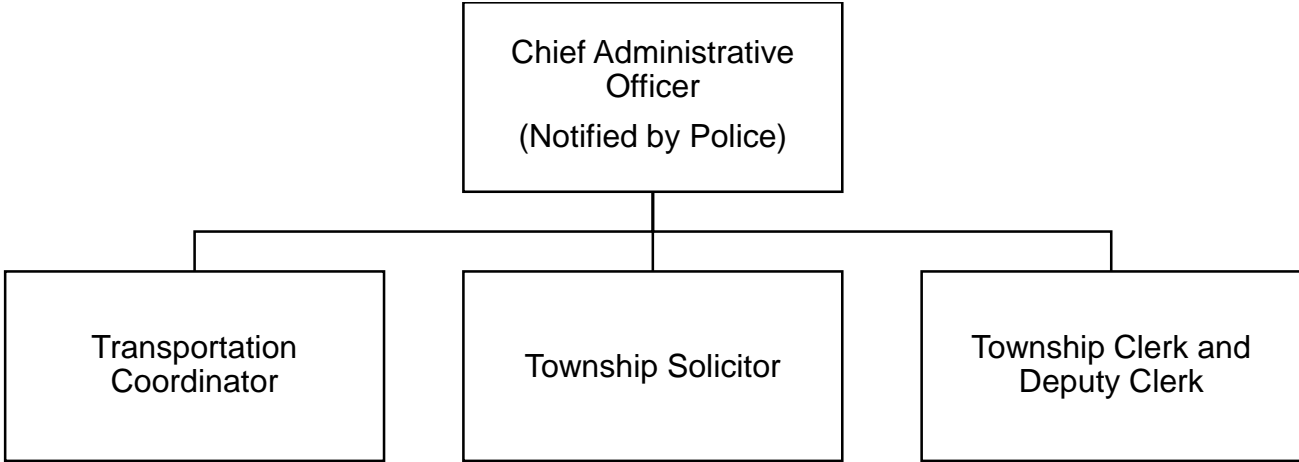 Chief Administrative
Officer
(Notified by Police)
Transportation
Coordinator
Township Solicitor
Township Clerk and
Deputy Clerk